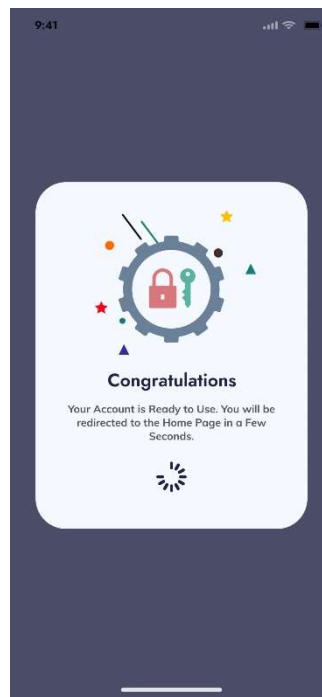 9:41
Congratulations
Your Account is Ready to Use. You will be
redirected to the Home Page in a Few
Seconds.